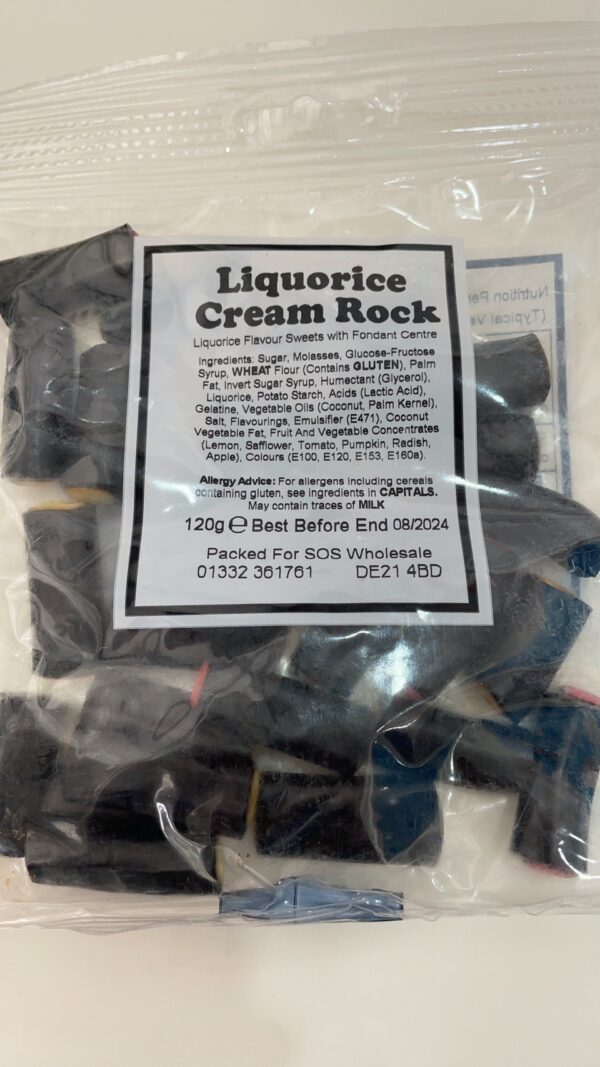 Liquorice
Cream Rock
Liquorice Flavour Sweets with Fondant Centre
Ingredients: Sugar, Molasses, Glucose-Fructose
Syrup, WHEAT Flour (Contains GLUTEN), Palm
Fat, Invert Sugar Syrup, Humectant (Glycerol),
Liquorice, Potato Starch, Acids (Lactic Acid),
Gelatine, Vegetable Oils (Coconut, Palm Kernel),
Salt, Flavourings, Emulsifier (E471), Coconut
Vegetable Fat, Fruit And Vegetable Concentrates
(Lemon, Safflower, Tomato, Pumpkin, Radish,
Apple), Colours (E100, E120, E153, E160a).
Allergy Advice: For allergens including cereals
containing gluten, see ingredients in CAPITALS.
May contain traces of MILK
120g ℮ Best Before End 08/2024
Packed For SOS Wholesale
01332 361761 DE21 4BD
Nutrition Per
(Typical